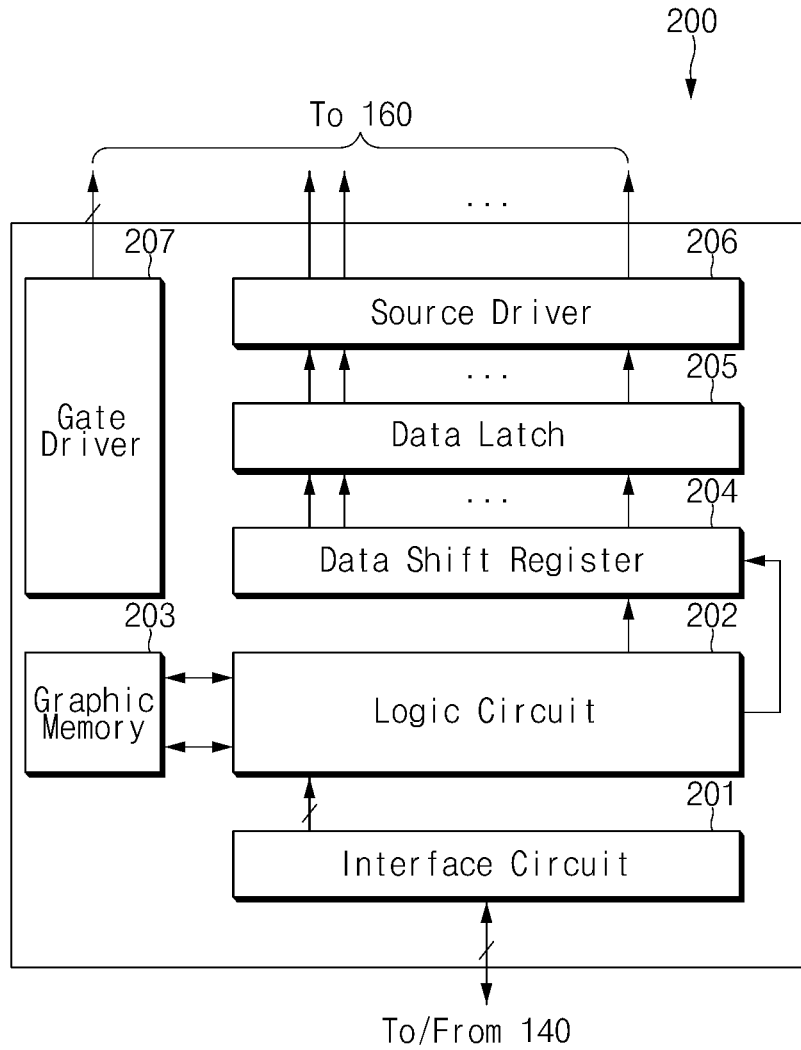 200
To 160
...
207
206
Source Driver
...
205
Gate
Driver
Data Latch
...
204
Data Shift Register
203
202
Graphic
Memory
Logic Circuit
201
Interface Circuit
To/From 140